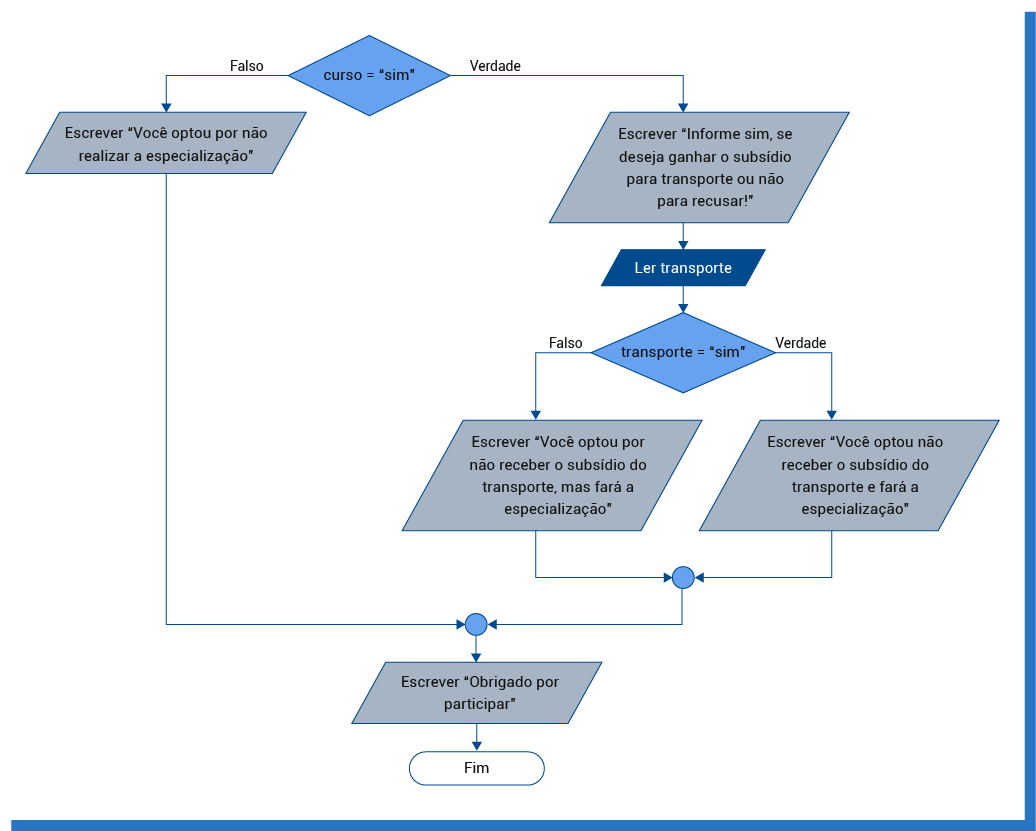 Falso
curso = “sim”
Verdade
Escrever “Você optou por não
realizar a especialização”
Escrever “Informe sim, se
deseja ganhar o subsídio
para transporte ou não
para recusar!”
Ler transporte
Falso
transporte = “sim”
Verdade
Escrever “Você optou por
não receber o subsídio do
transporte, mas fará a
especialização”
Escrever “Você optou não
receber o subsídio do
transporte e fará a
especialização”
Escrever “Obrigado por
participar”
Fim